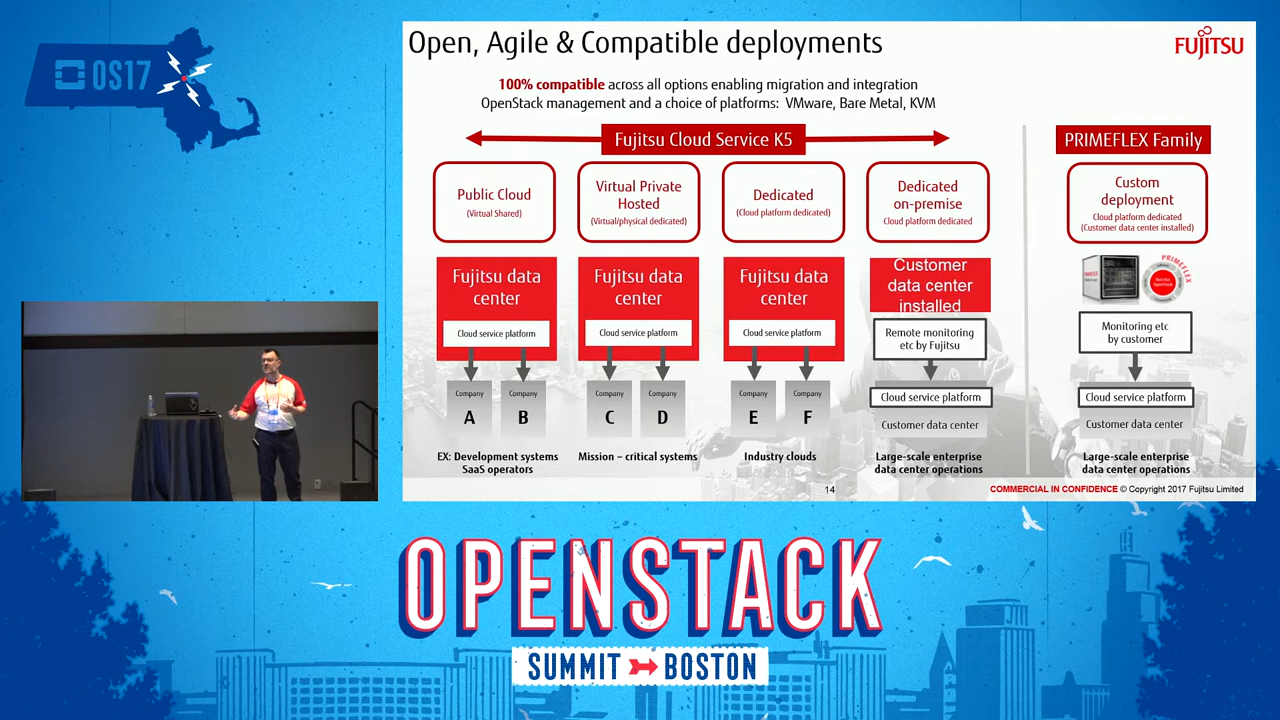 OS17
Open, Agile & Compatible deployments
FUJITSU
100% compatible across all options enabling migration and integration
OpenStack management and a choice of platforms: VMware, Bare Metal, KVM
Fujitsu Cloud Service K5
PRIMEFLEX Family
Public Cloud
(Virtual Shared)
Virtual Private
Hosted
(Virtual/physical dedicated)
Dedicated
(Cloud platform dedicated)
Dedicated
on-premise
Cloud platform dedicated
Custom
deployment
Cloud platform dedicated
(Customer data center installed)
Fujitsu data
center
Cloud service platform
Fujitsu data
center
Cloud service platform
Fujitsu data
center
Cloud service platform
Customer
data center
installed
Remote monitoring
etc by Fujitsu
PRIMEFLEX
Monitoring etc
by customer
Company
A
Company
B
Company
C
Company
D
Company
E
Company
F
Cloud service platform
Customer data center
Cloud service platform
Customer data center
EX: Development systems
SaaS operators
Mission – critical systems
Industry clouds
Large-scale enterprise
data center operations
Large-scale enterprise
data center operations
14
COMMERCIAL IN CONFIDENCE © Copyright 2017 Fujitsu Limited
OPENSTACK
SUMMIT BOSTON